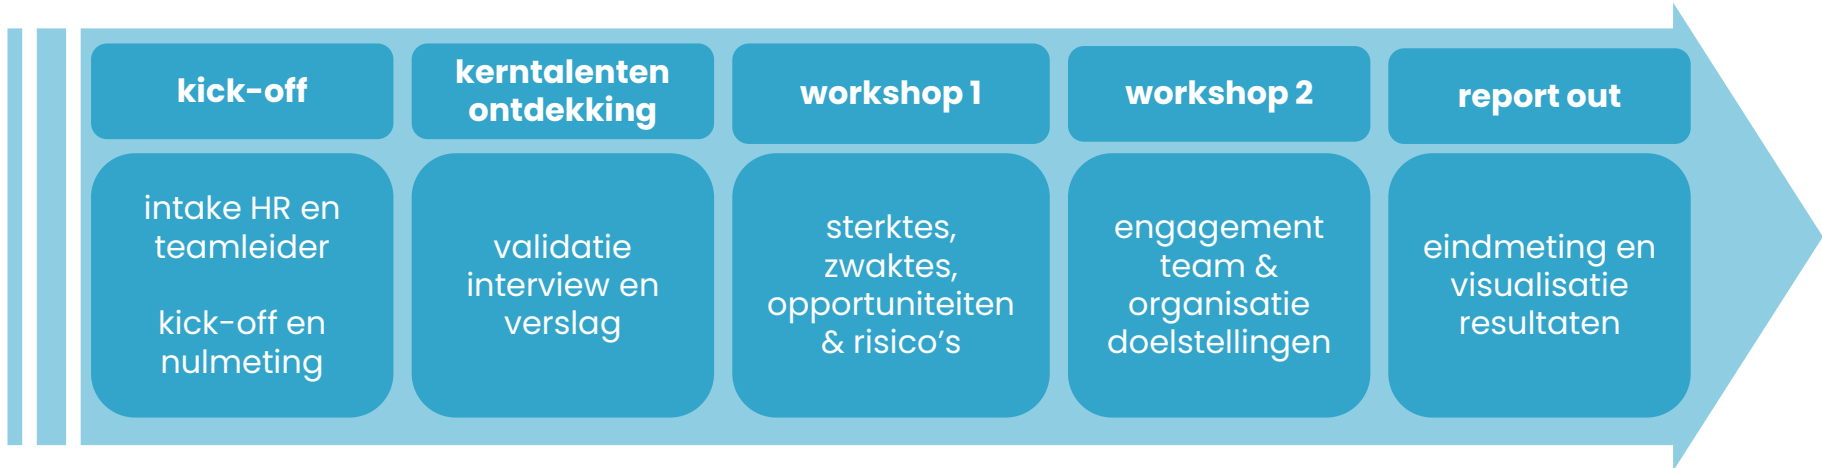 kick-off
intake HR en
teamleider
kick-off en
nulmeting
kerntalenten
ontdekking
validatie
interview en
verslag
workshop 1
sterktes,
zwaktes,
opportuniteiten
& risico's
workshop 2
engagement
team &
organisatie
doelstellingen
report out
eindmeting en
visualisatie
resultaten